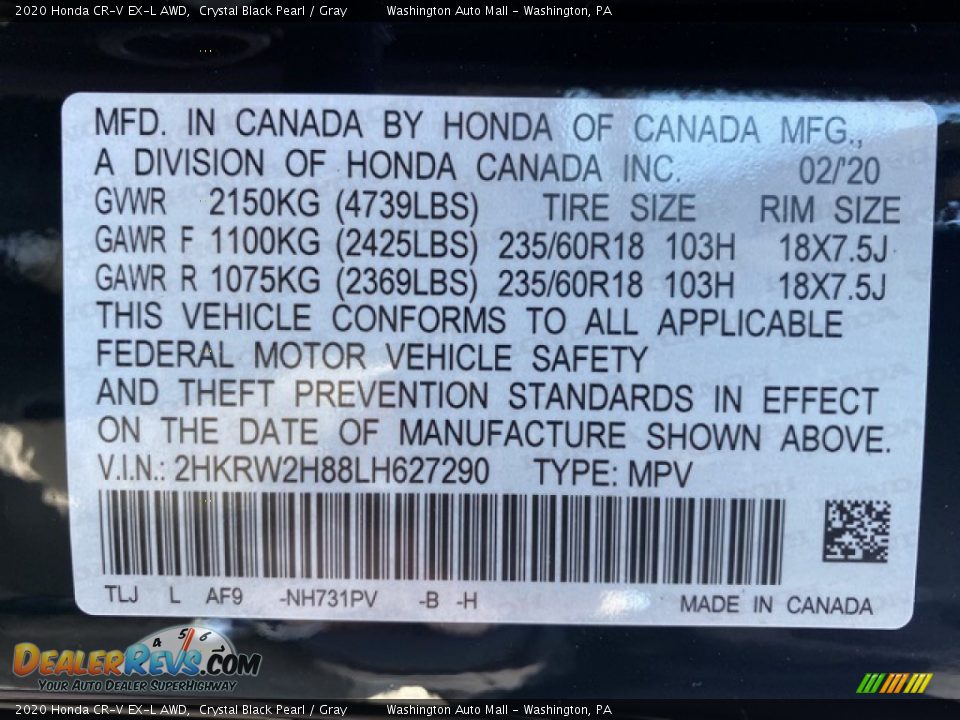 2020 Honda CR-V EX-L AWD, Crystal Black Pearl / Gray Washington Auto Mall - Washington, PA
MFD. IN CANADA BY HONDA OF CANADA MFG.,
A DIVISION OF HONDA CANADA INC. 02/'20
GVWR 2150KG (4739LBS) TIRE SIZE RIM SIZE
GAWR F 1100KG (2425LBS) 235/60R18 103H 18X7.5J
GAWR R 1075KG (2369LBS) 235/60R18 103H 18X7.5J
THIS VEHICLE CONFORMS TO ALL APPLICABLE
FEDERAL MOTOR VEHICLE SAFETY
AND THEFT PREVENTION STANDARDS IN EFFECT
ON THE DATE OF MANUFACTURE SHOWN ABOVE.
V.I.N.: 2HKRW2H88LH627290 TYPE: MPV
TLJ L AF9 -NH731PV -B -H MADE IN CANADA
4 5 6
DEALERREVS.COM
YOUR AUTO DEALER SUPERHIGHWAY
2020 Honda CR-V EX-L AWD, Crystal Black Pearl / Gray Washington Auto Mall - Washington, PA